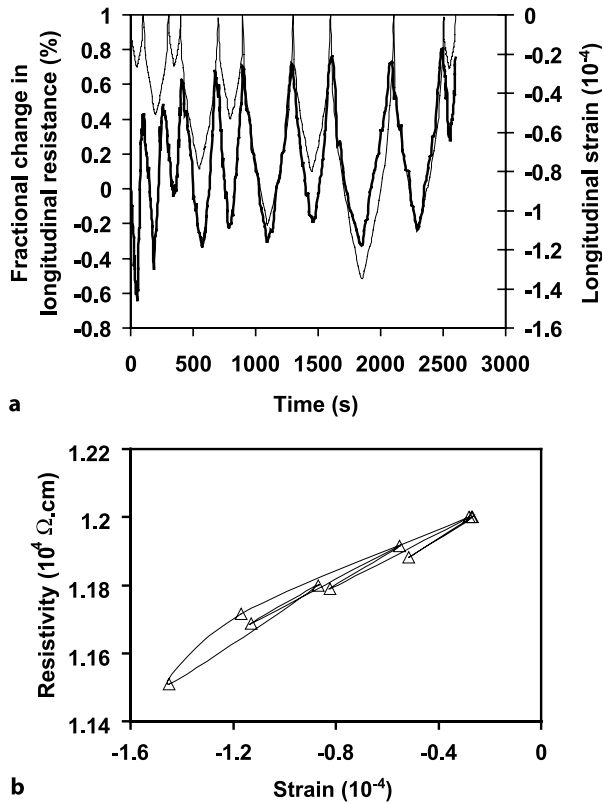 Fractional change in
longitudinal resistance (%)
1
0.8
0.6
0.4
0.2
0
-0.2
-0.4
-0.6
-0.8
0
-0.2
-0.4
-0.6
-0.8
-1
-1.2
-1.4
-1.6
Longitudinal strain (10-4)
0 500 1000 1500 2000 2500 3000
a
Time (s)
Resistivity (10⁴ Ω.cm)
1.22
1.2
1.18
1.16
1.14
-1.6 -1.2 -0.8 -0.4 0
b
Strain (10-4)